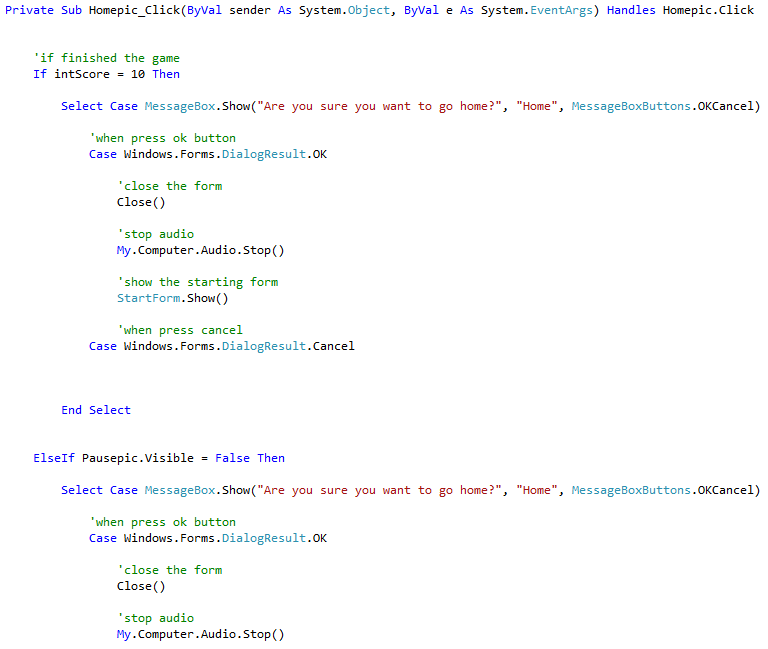 Private Sub Homepic_Click(ByVal sender As System.Object, ByVal e As System.EventArgs) Handles Homepic.Click
'if finished the game
If intScore = 10 Then
Select Case MessageBox.Show("Are you sure you want to go home?", "Home", MessageBoxButtons.OKCancel)
'when press ok button
Case Windows.Forms.DialogResult.OK
'close the form
Close()
'stop audio
My.Computer.Audio.Stop()
'show the starting form
StartForm.Show()
'when press cancel
Case Windows.Forms.DialogResult.Cancel
End Select
ElseIf Pausepic.Visible = False Then
Select Case MessageBox.Show("Are you sure you want to go home?", "Home", MessageBoxButtons.OKCancel)
'when press ok button
Case Windows.Forms.DialogResult.OK
'close the form
Close()
'stop audio
My.Computer.Audio.Stop()